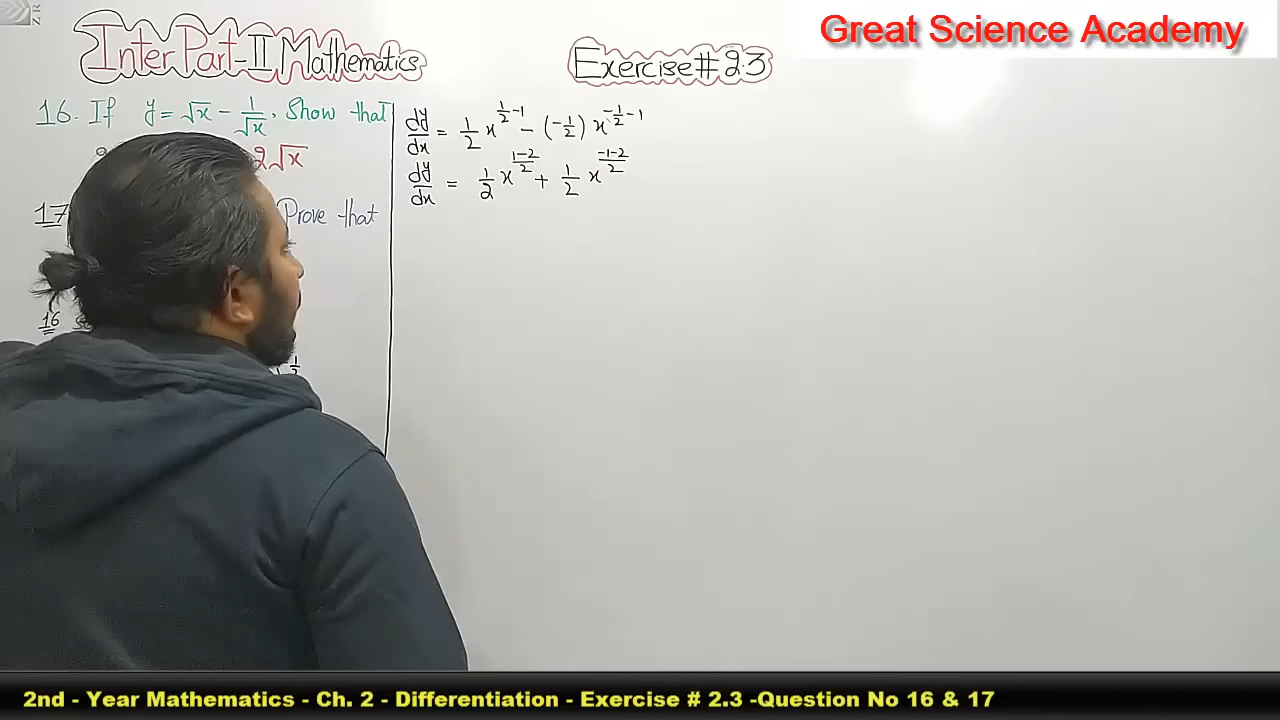 ZR
Great Science Academy
Inter Part-II Mathematics
Exercise# 2.3
16. If y = √x - 1/√x . Show that
2√x
17
Prove that
16
1/2
dy/dx = 1/2 x^(1/2 - 1) - (-1/2) x^(-1/2 - 1)
dy/dx = 1/2 x^((1-2)/2) + 1/2 x^((-1-2)/2)
2nd - Year Mathematics - Ch. 2 - Differentiation - Exercise # 2.3 -Question No 16 & 17